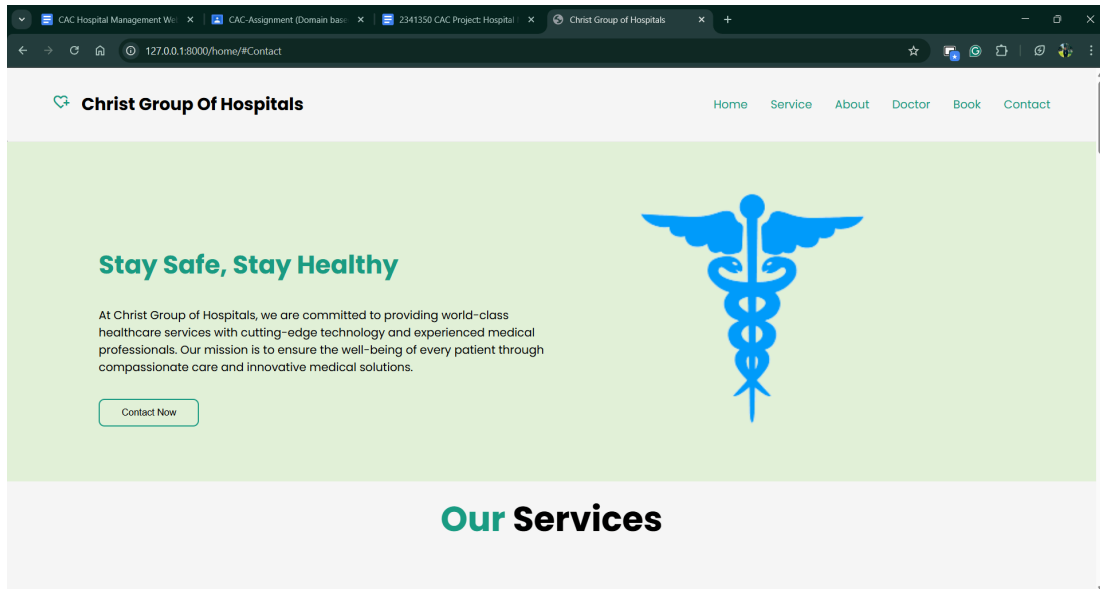 CAC Hospital Management We
CAC-Assignment (Domain base
2341350 CAC Project: Hospital
Christ Group of Hospitals
127.0.0.1:8000/home/#Contact
Christ Group Of Hospitals
Home Service About Doctor Book Contact
Stay Safe, Stay Healthy
At Christ Group of Hospitals, we are committed to providing world-class
healthcare services with cutting-edge technology and experienced medical
professionals. Our mission is to ensure the well-being of every patient through
compassionate care and innovative medical solutions.
Contact Now
Our Services